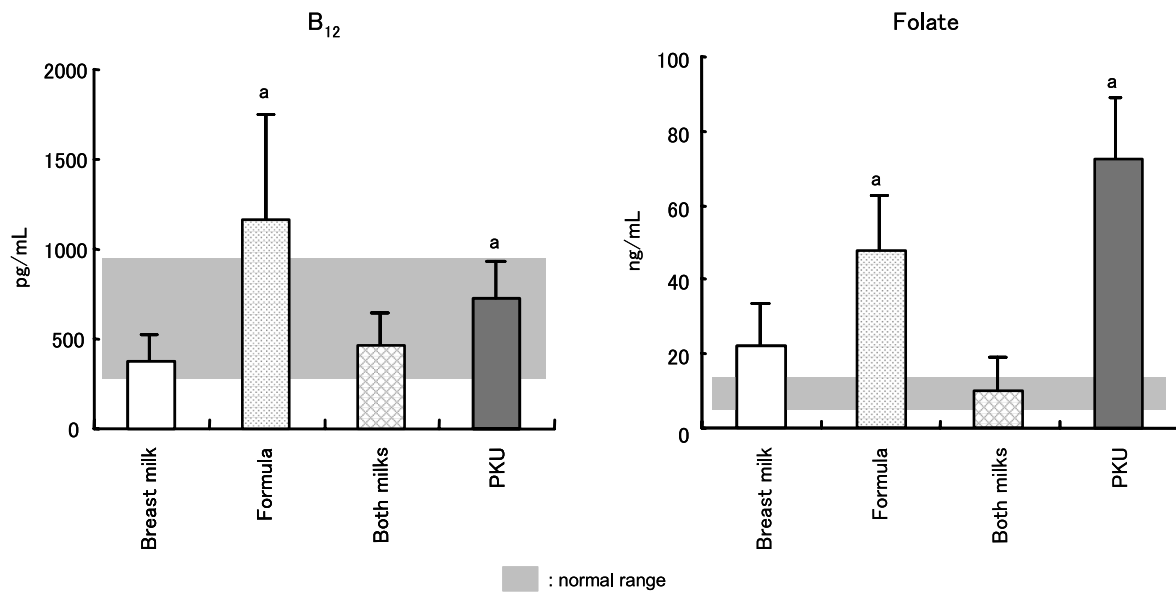 B₁₂
2000
1500
1000
500
0
pg/mL
a
a
Breast milk
Formula
Both milks
PKU
Folate
100
80
60
40
20
0
ng/mL
a
a
Breast milk
Formula
Both milks
PKU
: normal range